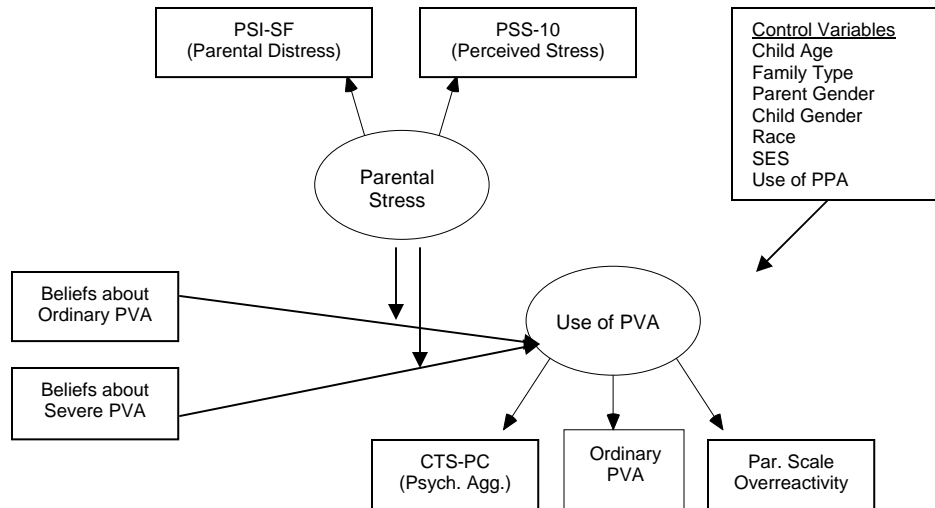 PSI-SF
(Parental Distress)
PSS-10
(Perceived Stress)
Control Variables
Child Age
Family Type
Parent Gender
Child Gender
Race
SES
Use of PPA
Parental
Stress
Beliefs about
Ordinary PVA
Use of PVA
Beliefs about
Severe PVA
CTS-PC
(Psych. Agg.)
Ordinary
PVA
Par. Scale
Overreactivity